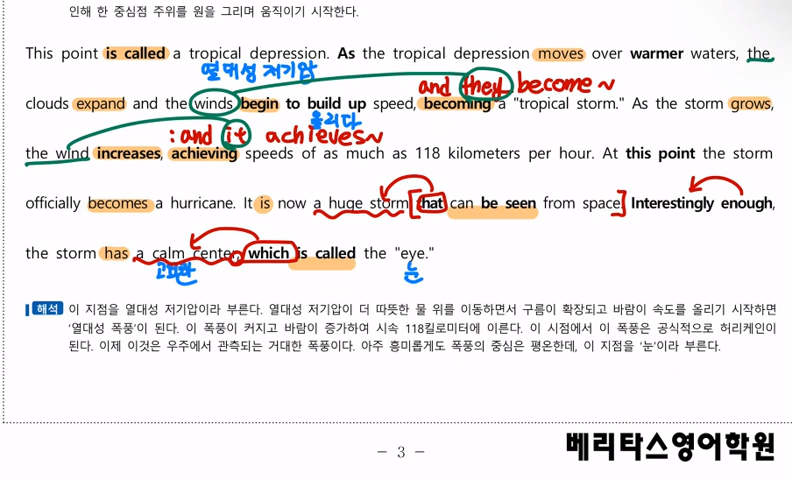 인해 한 중심점 주위를 원을 그리며 움직이기 시작한다.
This point is called a tropical depression. As the tropical depression moves over warmer waters, the
열대성 저기압
and they become~
clouds expand and the winds begin to build up speed, becoming a "tropical storm." As the storm grows,
올리다
: and it achieves~
the wind increases, achieving speeds of as much as 118 kilometers per hour. At this point the storm
officially becomes a hurricane. It is now a huge storm [that can be seen from space.] Interestingly enough,
the storm has a calm center, which is called the "eye."
고요한 눈
해석 이 지점을 열대성 저기압이라 부른다. 열대성 저기압이 더 따뜻한 물 위를 이동하면서 구름이 확장되고 바람이 속도를 올리기 시작하면
'열대성 폭풍'이 된다. 이 폭풍이 커지고 바람이 증가하여 시속 118킬로미터에 이른다. 이 시점에서 이 폭풍은 공식적으로 허리케인이
된다. 이제 이것은 우주에서 관측되는 거대한 폭풍이다. 아주 흥미롭게도 폭풍의 중심은 평온한데, 이 지점을 '눈'이라 부른다.
- 3 -
베리타스영어학원